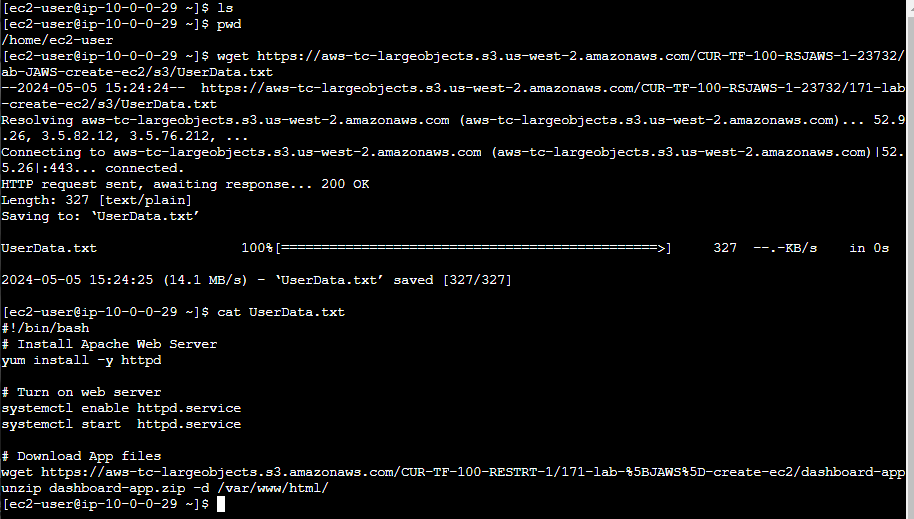 [ec2-user@ip-10-0-0-29 ~]$ ls
[ec2-user@ip-10-0-0-29 ~]$ pwd
/home/ec2-user
[ec2-user@ip-10-0-0-29 ~]$ wget https://aws-tc-largeobjects.s3.us-west-2.amazonaws.com/CUR-TF-100-RSJAWS-1-23732/
ab-JAWS-create-ec2/s3/UserData.txt
--2024-05-05 15:24:24--  https://aws-tc-largeobjects.s3.us-west-2.amazonaws.com/CUR-TF-100-RSJAWS-1-23732/171-lab
-create-ec2/s3/UserData.txt
Resolving aws-tc-largeobjects.s3.us-west-2.amazonaws.com (aws-tc-largeobjects.s3.us-west-2.amazonaws.com)... 52.9
.26, 3.5.82.12, 3.5.76.212, ...
Connecting to aws-tc-largeobjects.s3.us-west-2.amazonaws.com (aws-tc-largeobjects.s3.us-west-2.amazonaws.com)|52.
5.26|:443... connected.
HTTP request sent, awaiting response... 200 OK
Length: 327 [text/plain]
Saving to: ‘UserData.txt’
UserData.txt                  100%[===============================================>]     327  --.-KB/s    in 0s
2024-05-05 15:24:25 (14.1 MB/s) - ‘UserData.txt’ saved [327/327]
[ec2-user@ip-10-0-0-29 ~]$ cat UserData.txt
#!/bin/bash
# Install Apache Web Server
yum install -y httpd
# Turn on web server
systemctl enable httpd.service
systemctl start  httpd.service
# Download App files
wget https://aws-tc-largeobjects.s3.amazonaws.com/CUR-TF-100-RESTRT-1/171-lab-%5BJAWS%5D-create-ec2/dashboard-app
unzip dashboard-app.zip -d /var/www/html/
[ec2-user@ip-10-0-0-29 ~]$